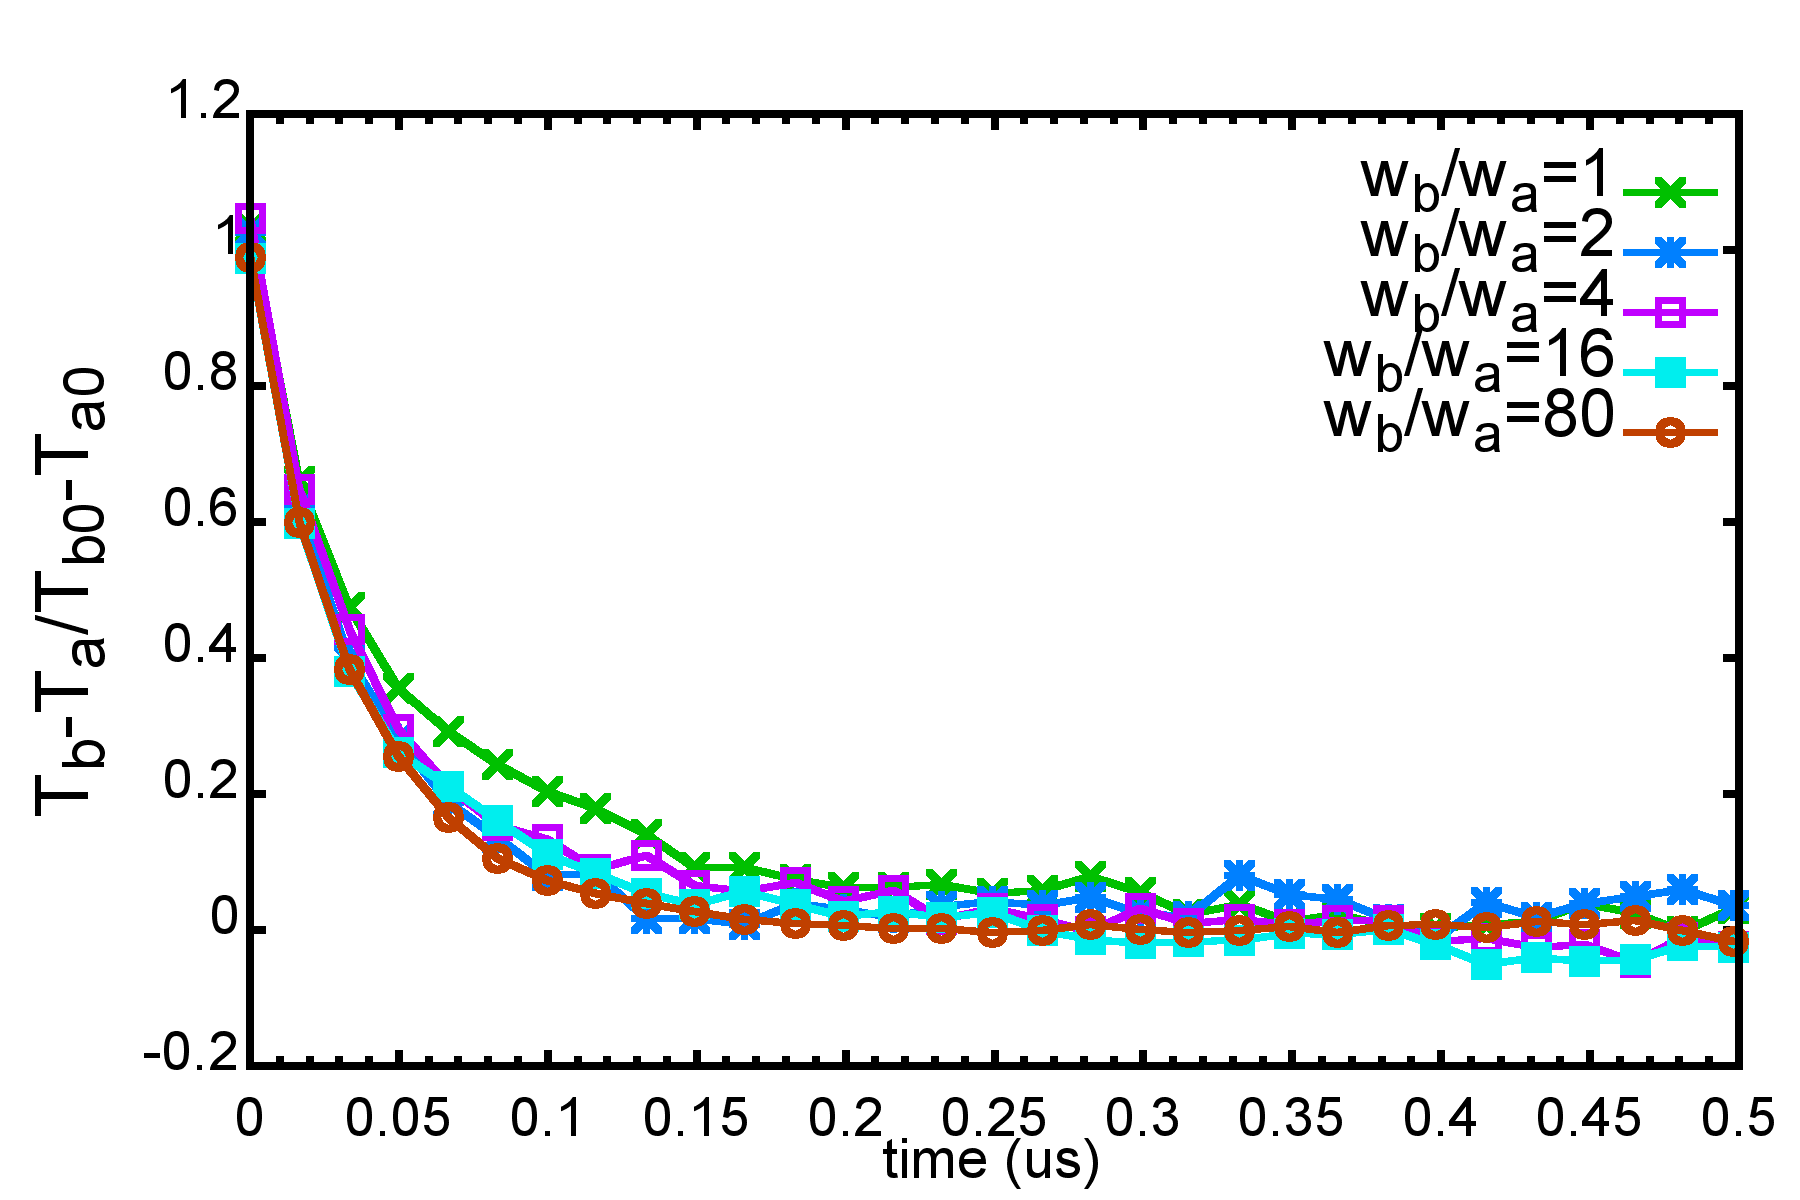 1.2
1
0.8
0.6
0.4
0.2
0
-0.2
T_b-T_a/T_b0-T_a0
w_b/w_a=1
w_b/w_a=2
w_b/w_a=4
w_b/w_a=16
w_b/w_a=80
0 0.05 0.1 0.15 0.2 0.25 0.3 0.35 0.4 0.45 0.5
time (us)